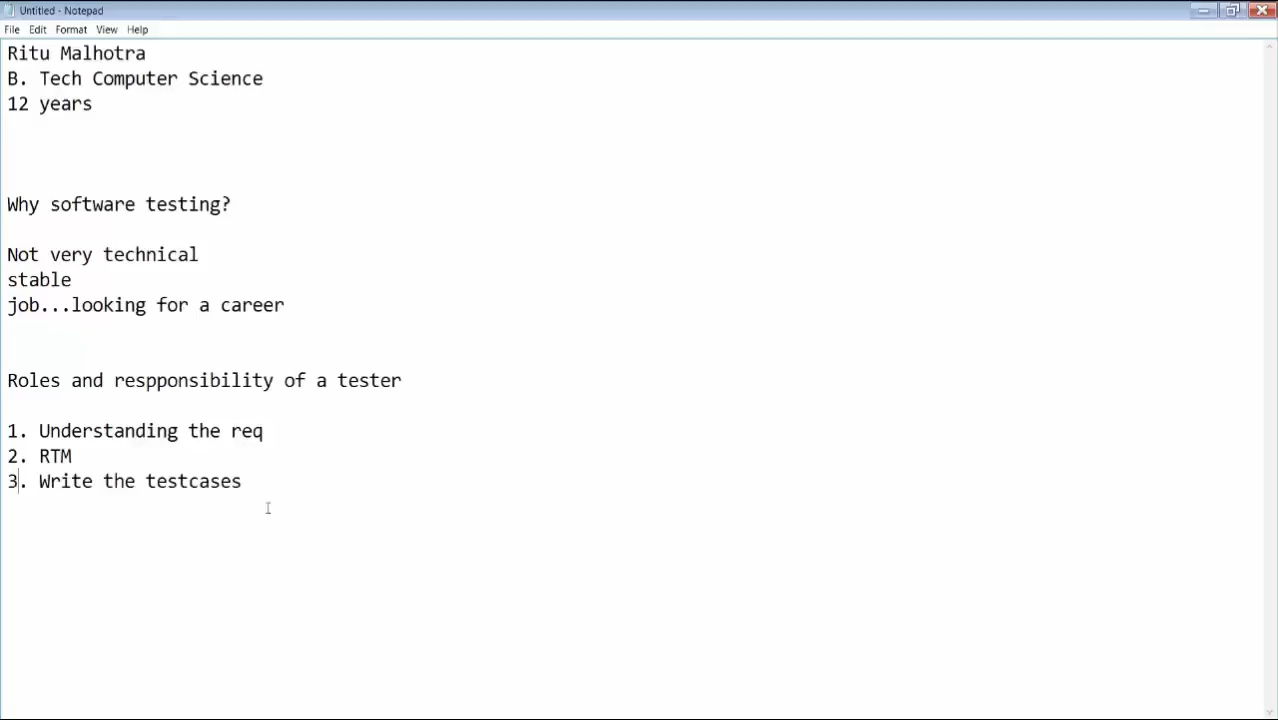 Untitled - Notepad
File Edit Format View Help
Ritu Malhotra
B. Tech Computer Science
12 years
Why software testing?
Not very technical
stable
job...looking for a career
Roles and respponsibility of a tester
1. Understanding the req
2. RTM
3. Write the testcases